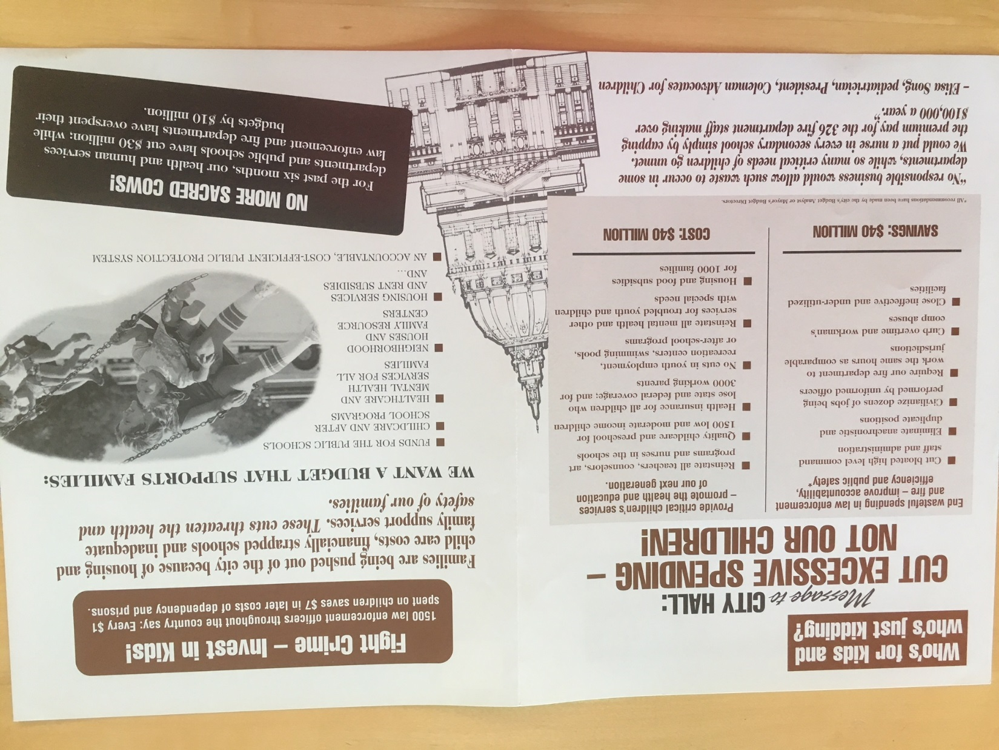 Who's for kids and
who's just kidding?
Message to CITY HALL:
CUT EXCESSIVE SPENDING –
NOT OUR CHILDREN!
End wasteful spending in law enforcement
and fire – improve accountability,
efficiency and public safety*
■ Cut bloated high level command
staff and administration
■ Eliminate anachronistic and
duplicate positions
■ Civilianize dozens of jobs being
performed by uniformed officers
■ Require our fire department to
work the same hours as comparable
jurisdictions
■ Curb overtime and workman's
comp abuses
■ Close ineffective and under-utilized
facilities
SAVINGS: $40 MILLION
Provide critical children's services
– promote the health and education
of our next generation.
■ Reinstate all teachers, counselors, art
programs and nurses in the schools
■ Quality childcare and preschool for
1500 low and moderate income children
■ Health insurance for all children who
lose state and federal coverage; and for
3000 working parents
■ No cuts in youth employment,
recreation centers, swimming pools,
or after-school programs
■ Reinstate all mental health and other
services for troubled youth and children
with special needs
■ Housing and food subsidies
for 1000 families
COST: $40 MILLION
*All recommendations have been made by the city's Budget Analyst or Mayor's Budget Directors.
“No responsible business would allow such waste to occur in some
departments, while so many critical needs of children go unmet.
We could put a nurse in every secondary school simply by capping
the premium pay for the 326 fire department staff making over
$100,000 a year.”
– Elisa Song, pediatrician, President, Coleman Advocates for Children
Fight Crime – Invest in Kids!
1500 law enforcement officers throughout the country say: Every $1
spent on children saves $7 in later costs of dependency and prisons.
Families are being pushed out of the city because of housing and
child care costs, financially strapped schools and inadequate
family support services. These cuts threaten the health and
safety of our families.
WE WANT A BUDGET THAT SUPPORTS FAMILIES:
■ FUNDS FOR THE PUBLIC SCHOOLS
■ CHILDCARE AND AFTER
SCHOOL PROGRAMS
■ HEALTHCARE AND
MENTAL HEALTH
SERVICES FOR ALL
FAMILIES
■ NEIGHBORHOOD
HOUSES AND
FAMILY RESOURCE
CENTERS
■ HOUSING SERVICES
AND RENT SUBSIDIES
AND...
■ AN ACCOUNTABLE, COST-EFFICIENT PUBLIC PROTECTION SYSTEM
NO MORE SACRED COWS!
For the past six months, our health and human services
departments and public schools have cut $30 million; while
law enforcement and fire departments have overspent their
budgets by $10 million.